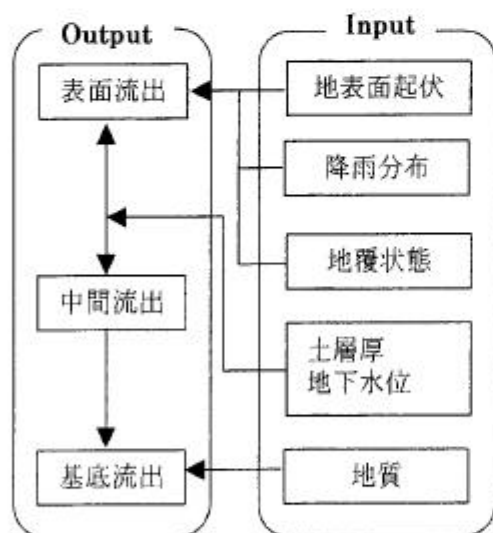 Output
表面流出
中間流出
基底流出
Input
地表面起伏
降雨分布
地覆状態
土層厚
地下水位
地質